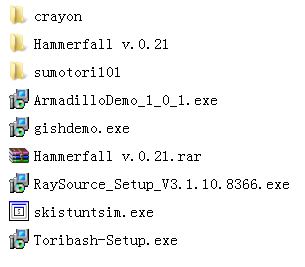 crayon
Hammerfall v.0.21
sumotori101
ArmadilloDemo_1_0_1.exe
gishdemo.exe
Hammerfall v.0.21.rar
RaySource_Setup_V3.1.10.8366.exe
skistuntsim.exe
Toribash-Setup.exe